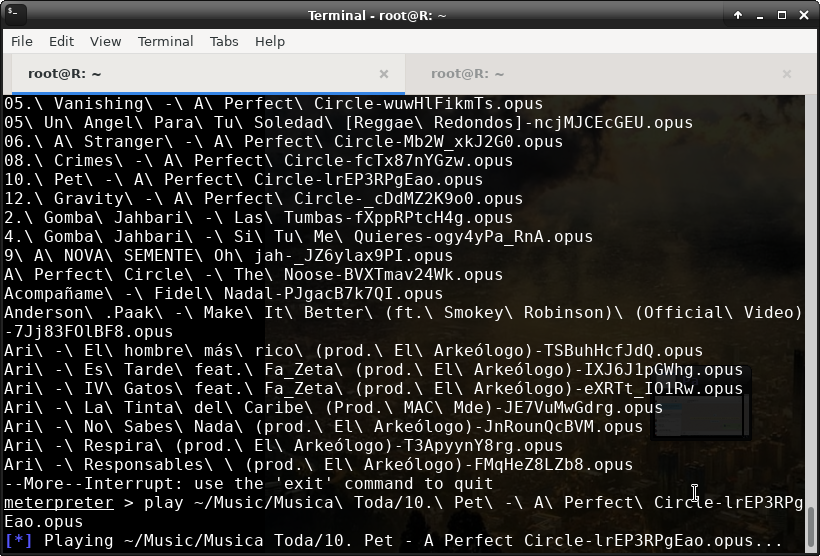 Terminal - root@R: ~
File Edit View Terminal Tabs Help
root@R: ~ root@R: ~
05.\ Vanishing\ -\ A\ Perfect\ Circle-wuwHlFikmTs.opus
05\ Un\ Angel\ Para\ Tu\ Soledad\ [Reggae\ Redondos]-ncjMJCEcGEU.opus
06.\ A\ Stranger\ -\ A\ Perfect\ Circle-Mb2W_xkJ2G0.opus
08.\ Crimes\ -\ A\ Perfect\ Circle-fcTx87nYGzw.opus
10.\ Pet\ -\ A\ Perfect\ Circle-lrEP3RPgEao.opus
12.\ Gravity\ -\ A\ Perfect\ Circle-_cDdMZ2K9o0.opus
2.\ Gomba\ Jahbari\ -\ Las\ Tumbas-fXppRPtcH4g.opus
4.\ Gomba\ Jahbari\ -\ Si\ Tu\ Me\ Quieres-ogy4yPa_RnA.opus
9\ A\ NOVA\ SEMENTE\ Oh\ jah-_JZ6ylax9PI.opus
A\ Perfect\ Circle\ -\ The\ Noose-BVXTmav24Wk.opus
Acompañame\ -\ Fidel\ Nadal-PJgacB7k7QI.opus
Anderson\ .Paak\ -\ Make\ It\ Better\ (ft.\ Smokey\ Robinson)\ (Official\ Video)
-7Jj83FOlBF8.opus
Ari\ -\ El\ hombre\ más\ rico\ (prod.\ El\ Arkeólogo)-TSBuhHcfJdQ.opus
Ari\ -\ Es\ Tarde\ feat.\ Fa_Zeta\ (prod.\ El\ Arkeólogo)-IXJ6J1pGWhg.opus
Ari\ -\ IV\ Gatos\ feat.\ Fa_Zeta\ (prod.\ El\ Arkeólogo)-eXRTt_IO1Rw.opus
Ari\ -\ La\ Tinta\ del\ Caribe\ (Prod.\ MAC\ Mde)-JE7VuMwGdrg.opus
Ari\ -\ No\ Sabes\ Nada\ (prod.\ El\ Arkeólogo)-JnRounQcBVM.opus
Ari\ -\ Respira\ (prod.\ El\ Arkeólogo)-T3ApyynY8rg.opus
Ari\ -\ Responsables\ \ (prod.\ El\ Arkeólogo)-FMqHeZ8LZb8.opus
--More--Interrupt: use the 'exit' command to quit
meterpreter > play ~/Music/Musica\ Toda/10.\ Pet\ -\ A\ Perfect\ Circle-lrEP3RPg
Eao.opus
[*] Playing ~/Music/Musica Toda/10. Pet - A Perfect Circle-lrEP3RPgEao.opus...